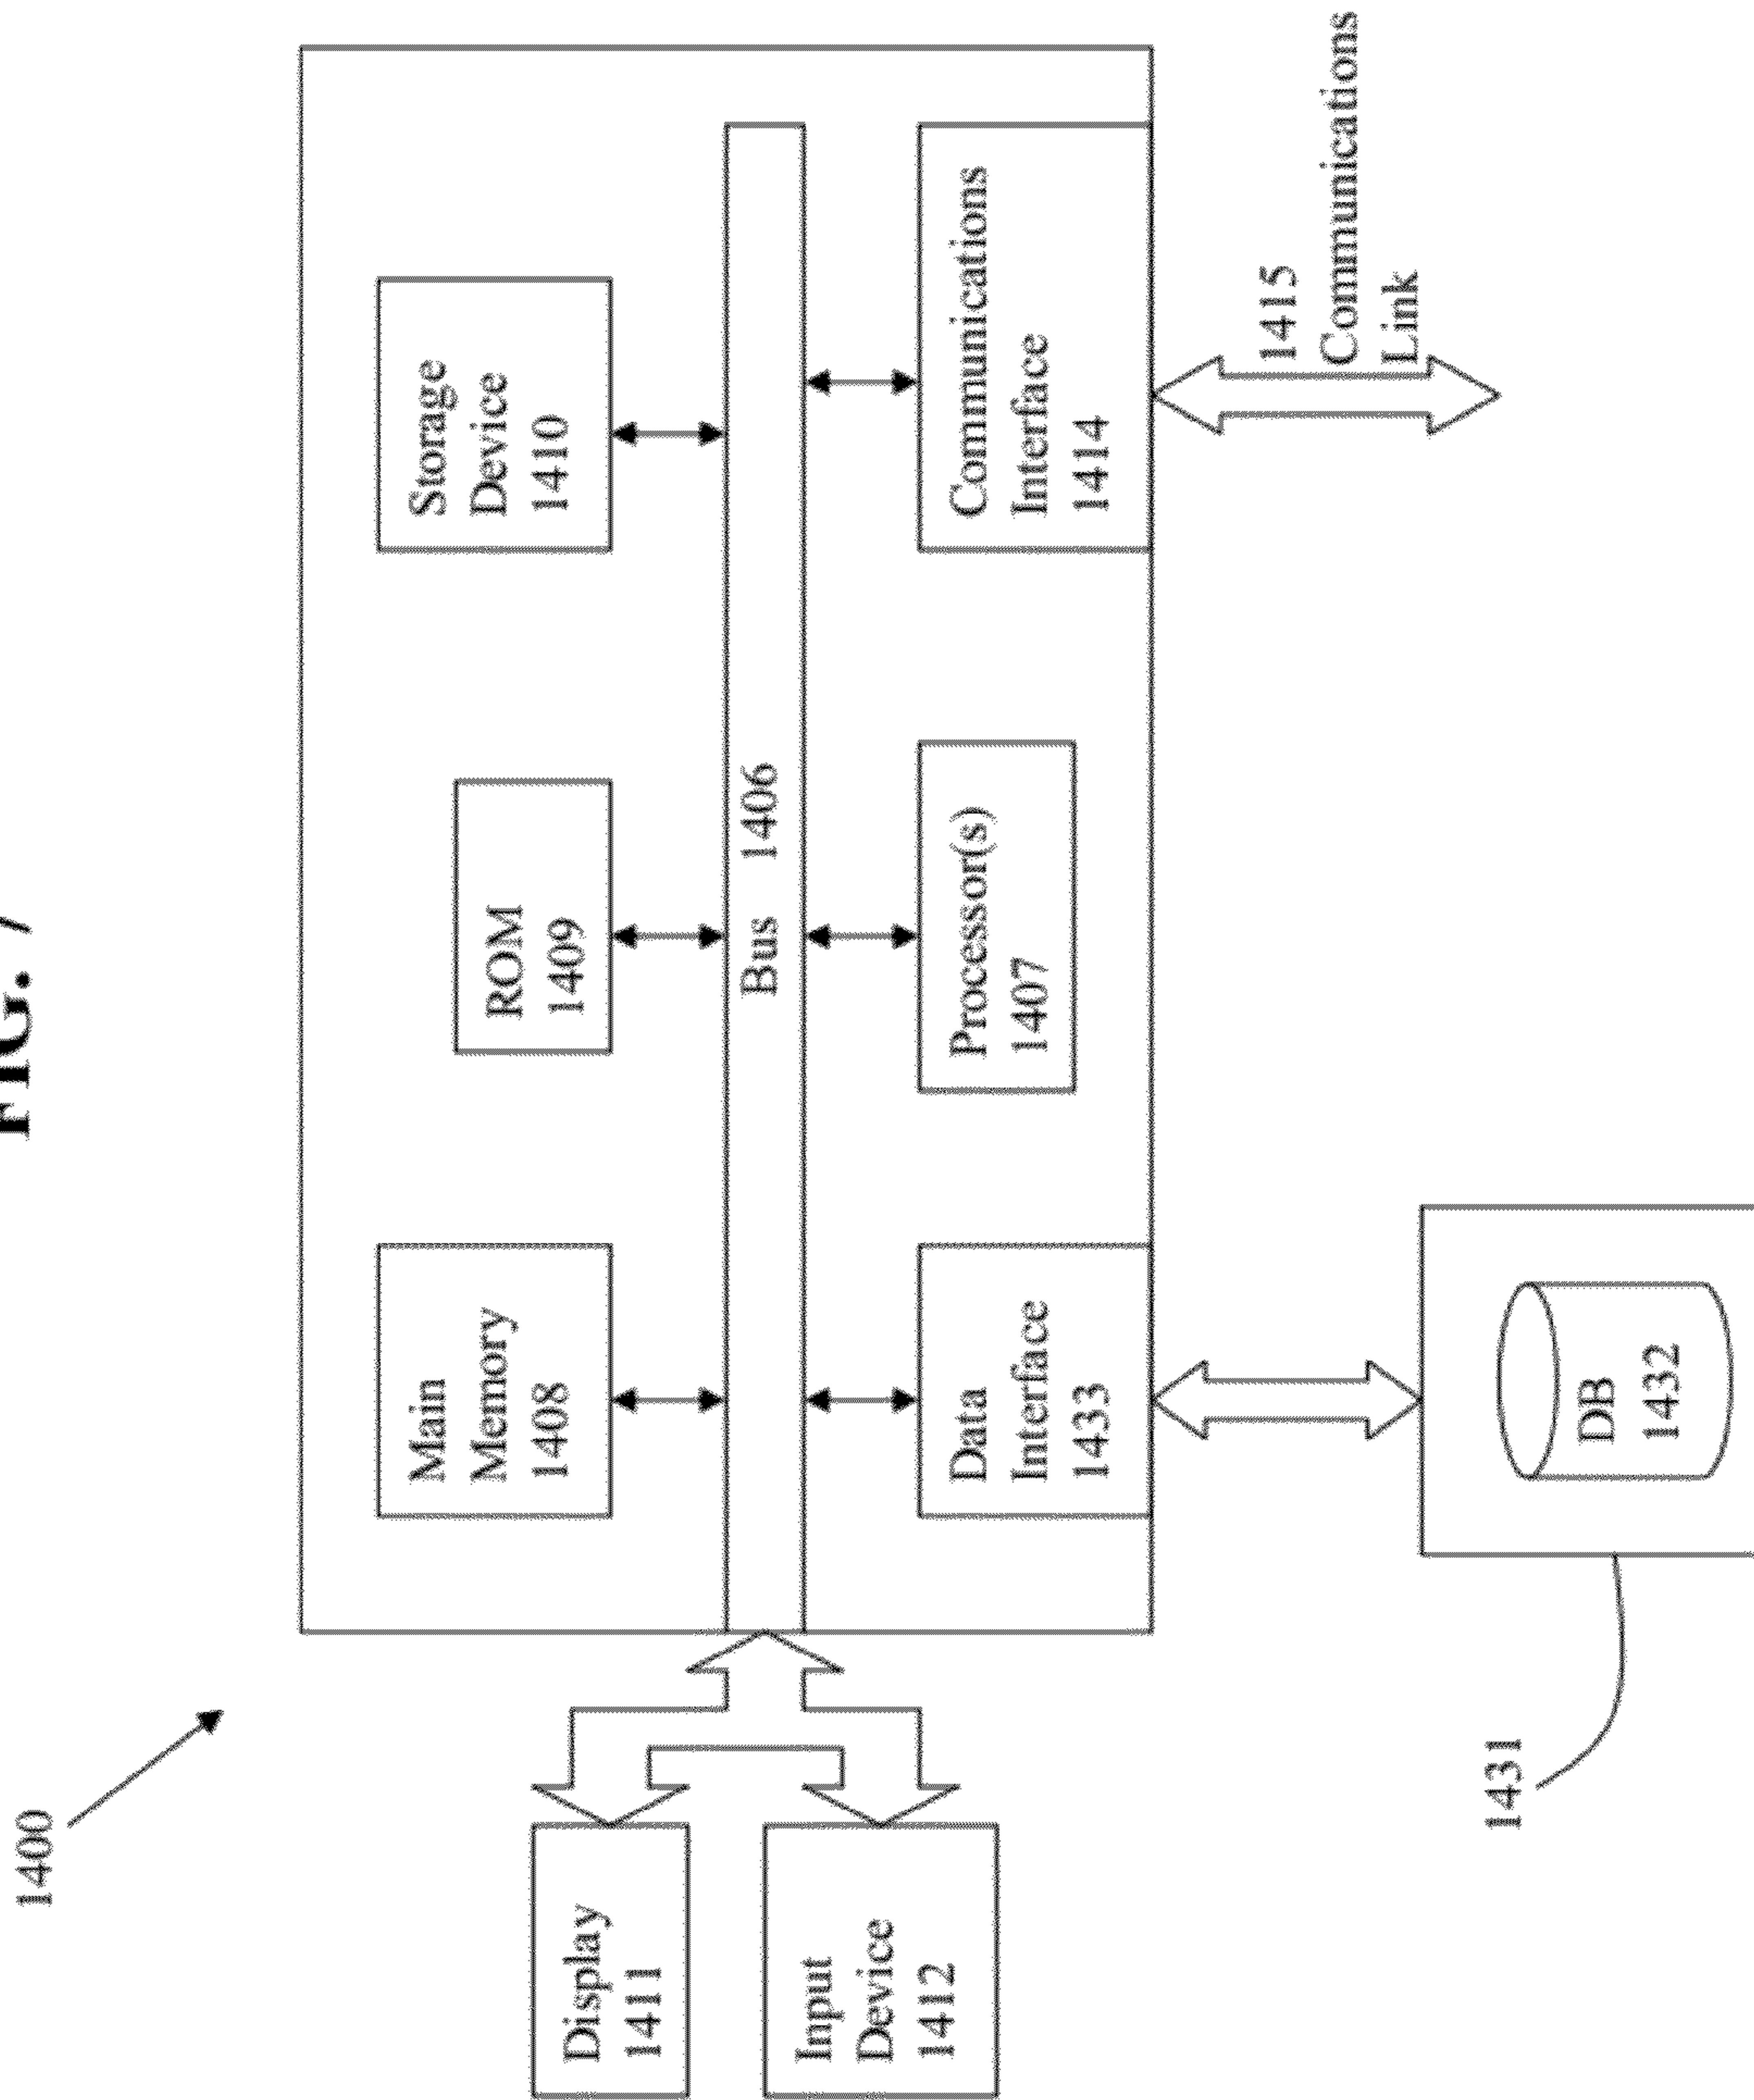 FIG.
1400
Main
Memory
1408
ROM
1409
Storage
Device
1410
Display
1411
Bus 1406
Input
Device
1412
Data
Interface
1433
Processor(s)
1407
Communications
Interface
1414
1415
Communications
Link
1431
DB
1432